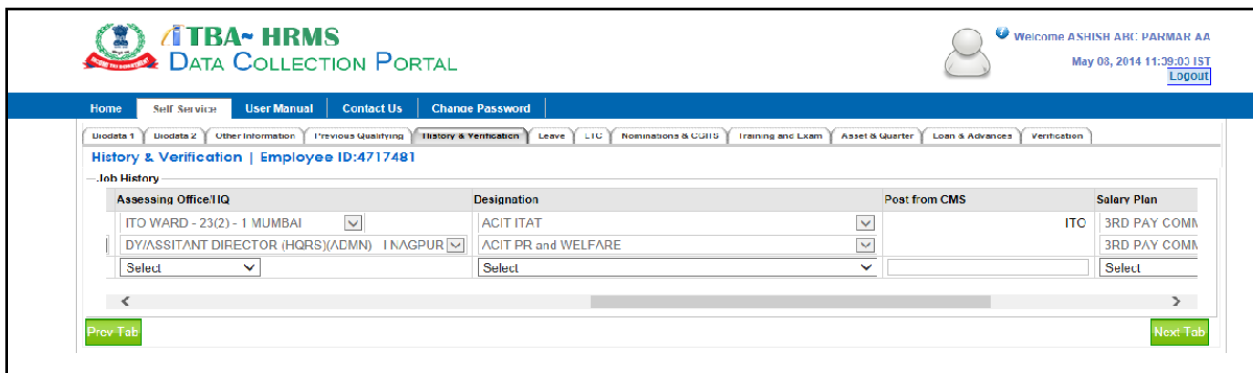 iTBA~ HRMS
DATA COLLECTION PORTAL
Welcome ASHISH ABC PARMAR AA
May 08, 2014 11:39:03 IST
Logout
Home Self Service User Manual Contact Us Change Password
Biodata 1 Biodata 2 Other Information Previous Qualifying History & Verification Leave LTC Nominations & CGHS Training and Exam Asset & Quarter Loan & Advances Verification
History & Verification | Employee ID:4717481
Job History
Assessing Office/HQ Designation Post from CMS Salary Plan
ITO WARD - 23(2) - 1 MUMBAI ACIT ITAT ITO 3RD PAY COMM
DY/ASSITANT DIRECTOR (HQRS)(ADMN) - I NAGPUR ACIT PR and WELFARE 3RD PAY COMM
Select Select Select
Prev Tab Next Tab